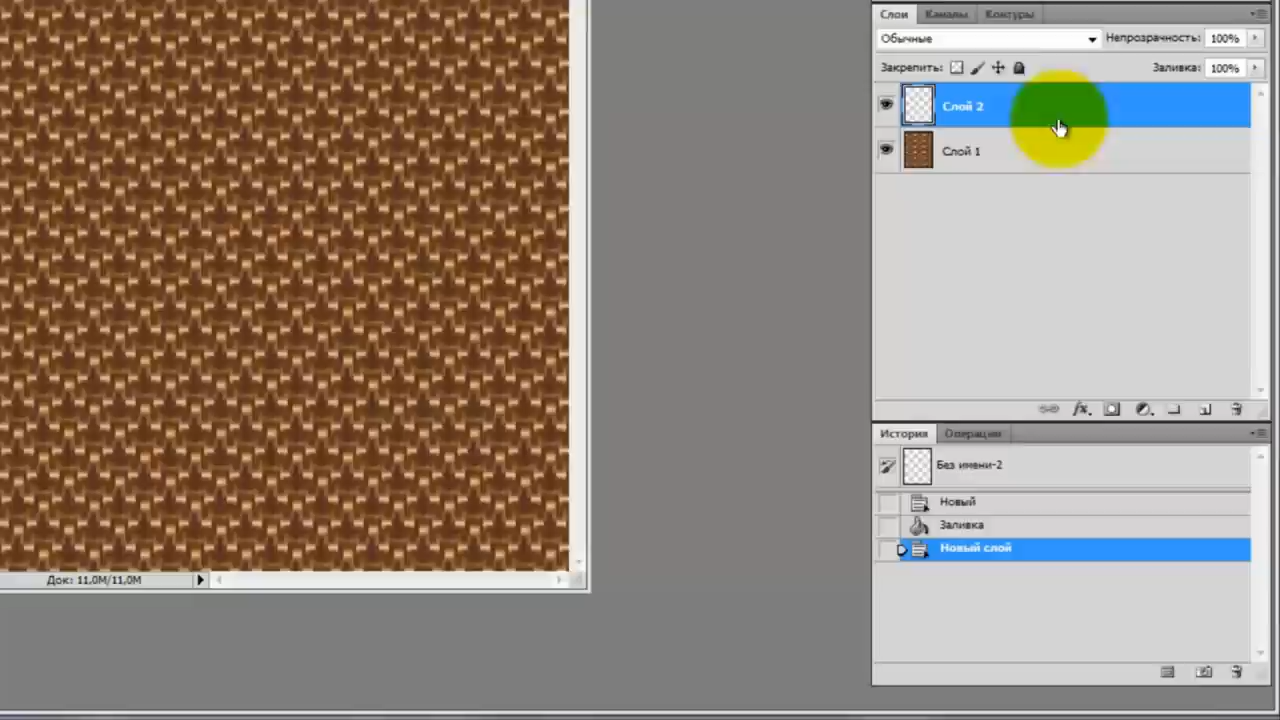 Слои Каналы Контуры
Обычные Непрозрачность: 100%
Закрепить: Заливка: 100%
Слой 2
Слой 1
fx.
История Операции
Без имени-2
Новый
Заливка
Новый слой
Док: 11,0M/11,0M